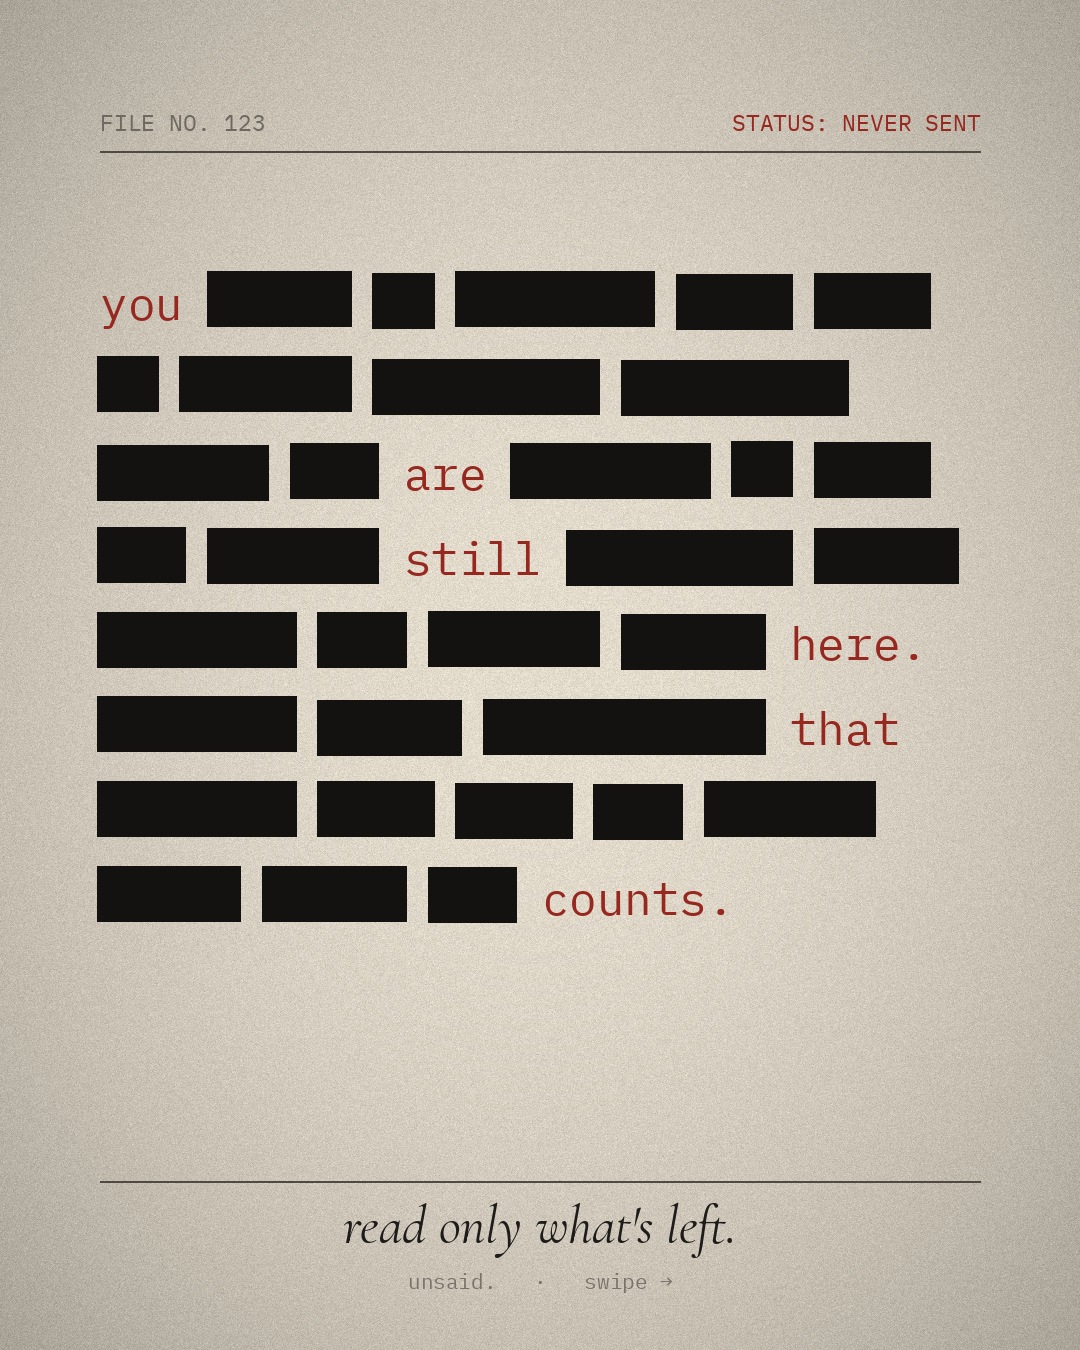 FILE NO. 123
STATUS: NEVER SENT
you
are
still
here.
that
counts.
read only what's left.
unsaid. · swipe →